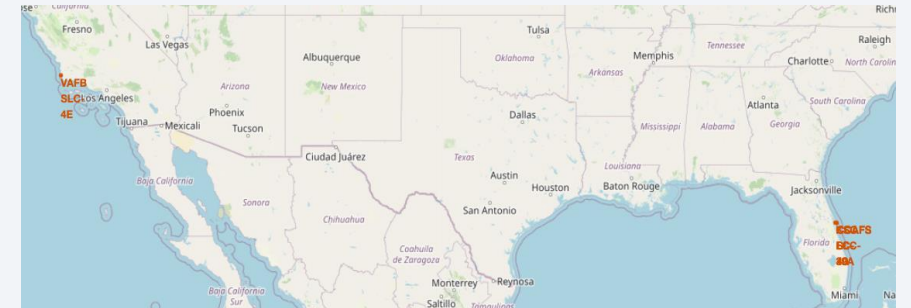 Fresno
Las Vegas
Albuquerque
Tulsa
Oklahoma
Memphis
Tennessee
Raleigh
Charlotte
North Carolin
VAFB
SLC-
4E
Los Angeles
Arizona
New Mexico
Arkansas
Atlanta
South Carolina
Phoenix
Tijuana
Mexicali
Tucson
Dallas
Mississippi
Alabama
Georgia
Ciudad Juárez
Texas
Louisiana
Baja California
Sonora
Austin
Houston
Baton Rouge
Jacksonville
Chihuahua
San Antonio
Florida
Coahuila
de Zaragoza
Monterrey
Reynosa
Baja California
Sur
Saltillo
Tamaulipas
Miami
Na